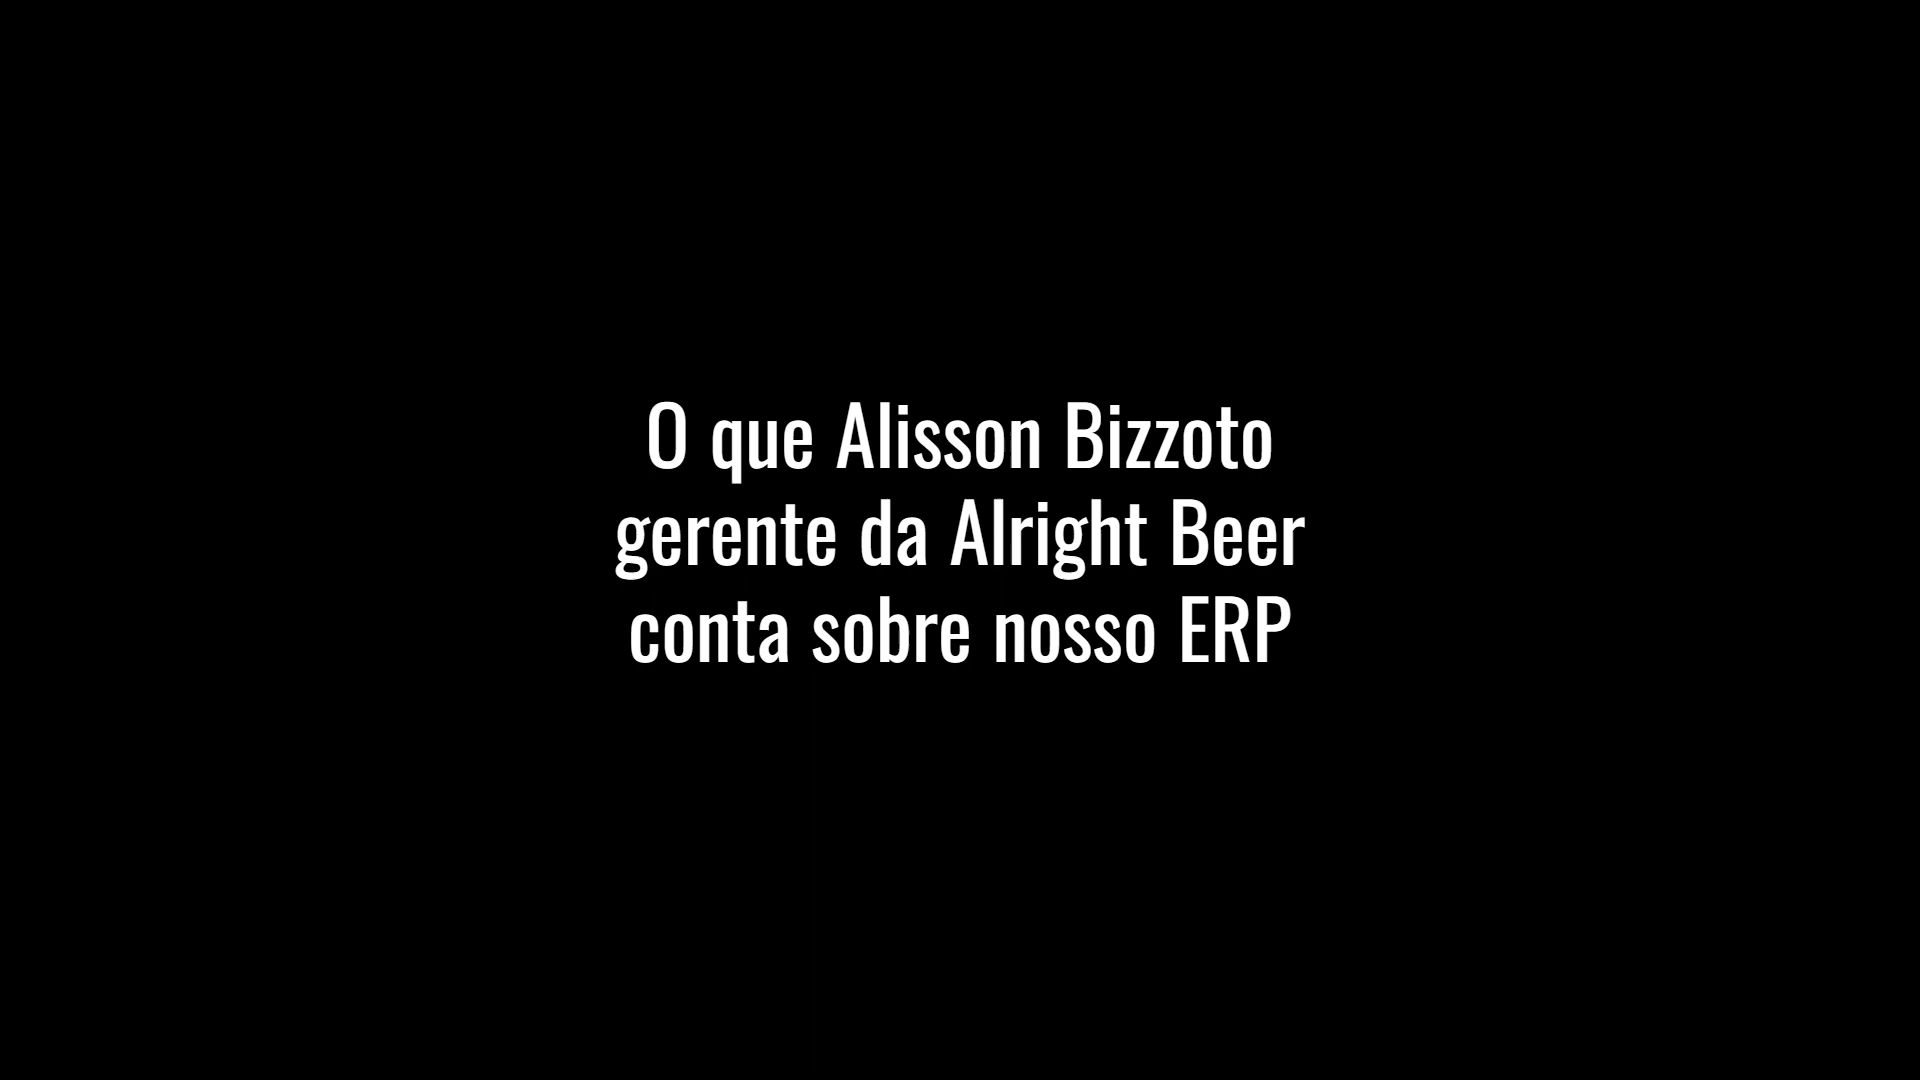 O que Alisson Bizzoto
gerente da Alright Beer
conta sobre nosso ERP